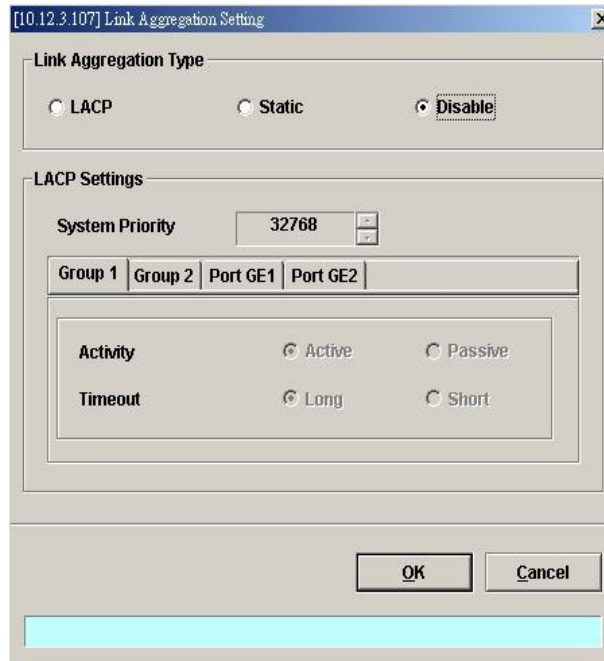 [10.12.3.107] Link Aggregation Setting
Link Aggregation Type
LACP Static Disable
LACP Settings
System Priority 32768
Group 1 Group 2 Port GE1 Port GE2
Activity Active Passive
Timeout Long Short
OK Cancel